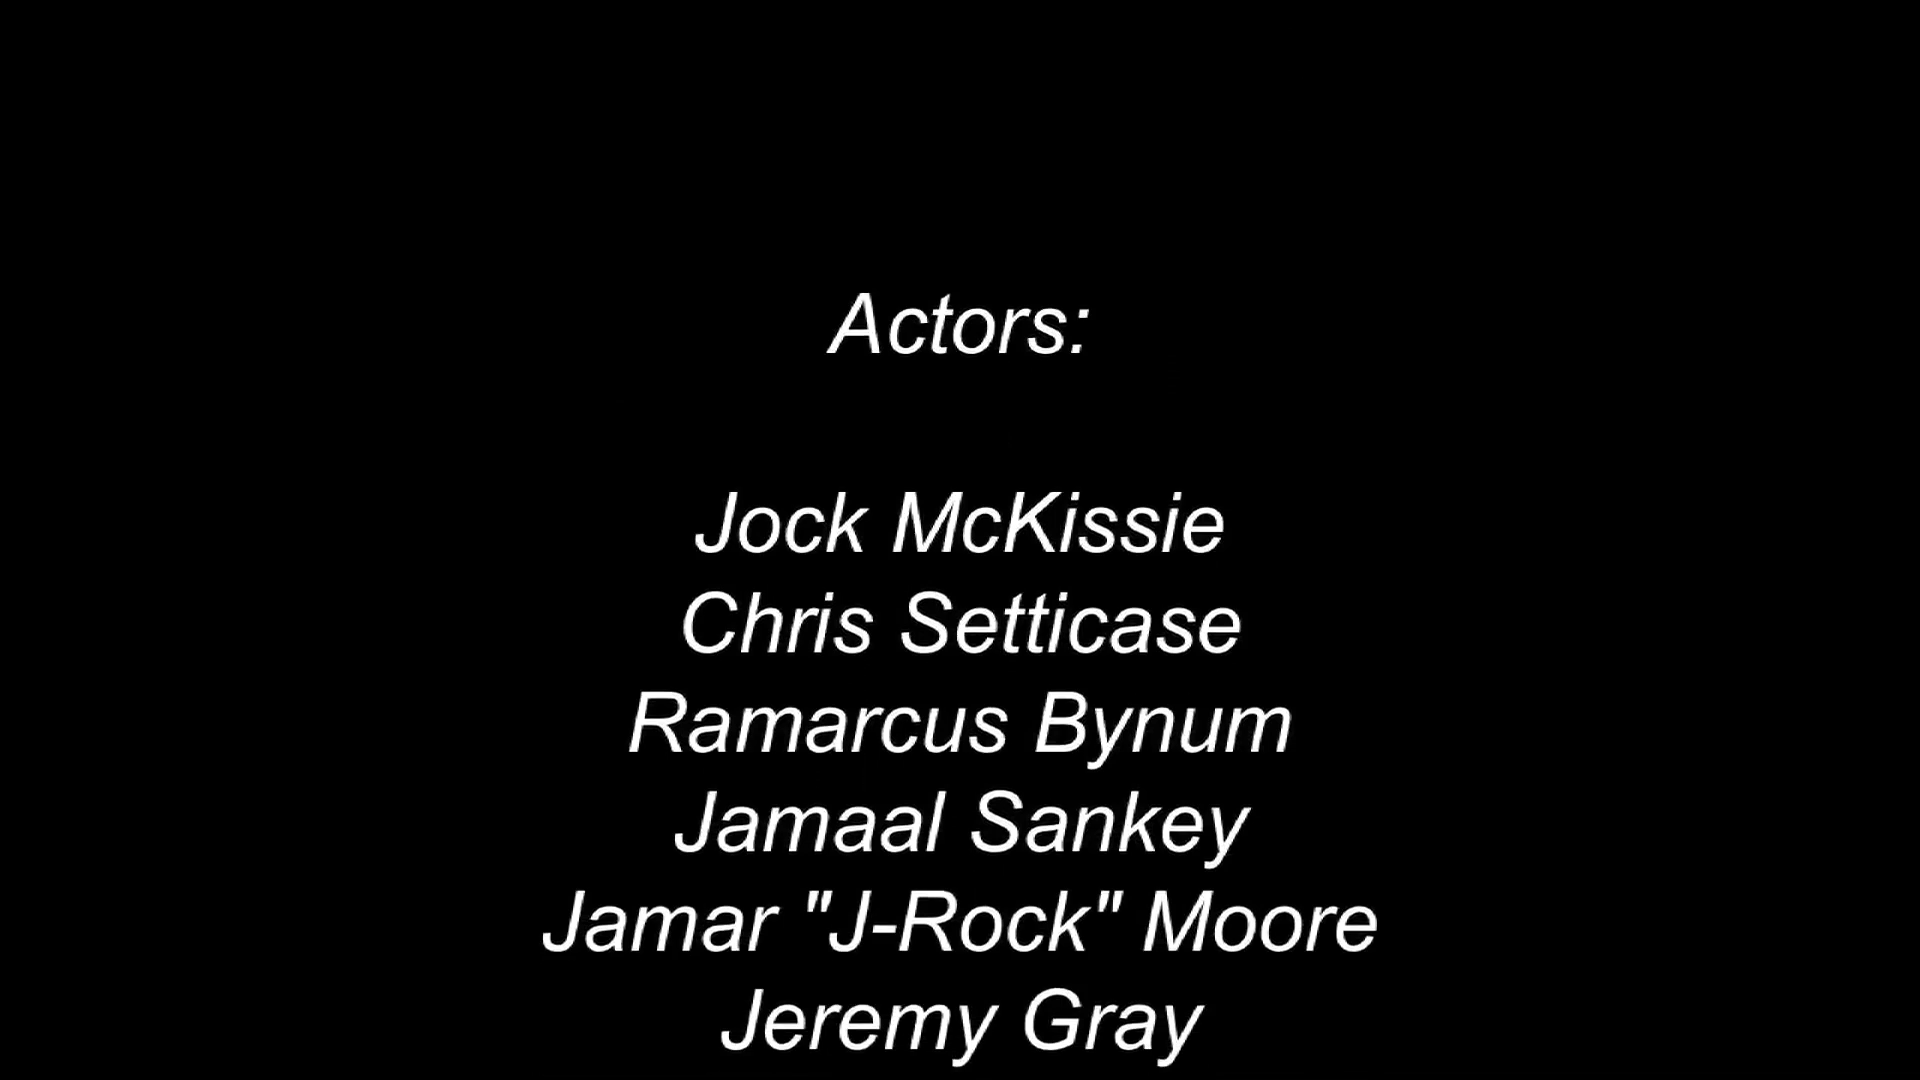 Actors:
Jock McKissie
Chris Setticase
Ramarcus Bynum
Jamaal Sankey
Jamar "J-Rock" Moore
Jeremy Gray